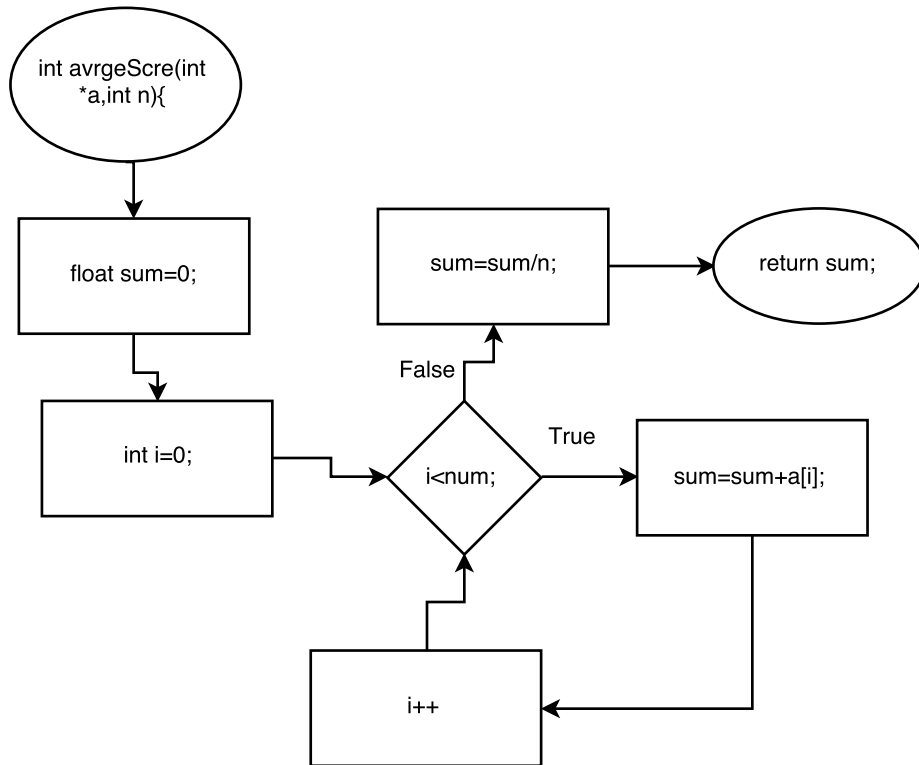 int avrgeScre(int
*a,int n){
float sum=0;
int i=0;
i<num;
False
sum=sum/n;
return sum;
True
sum=sum+a[i];
i++